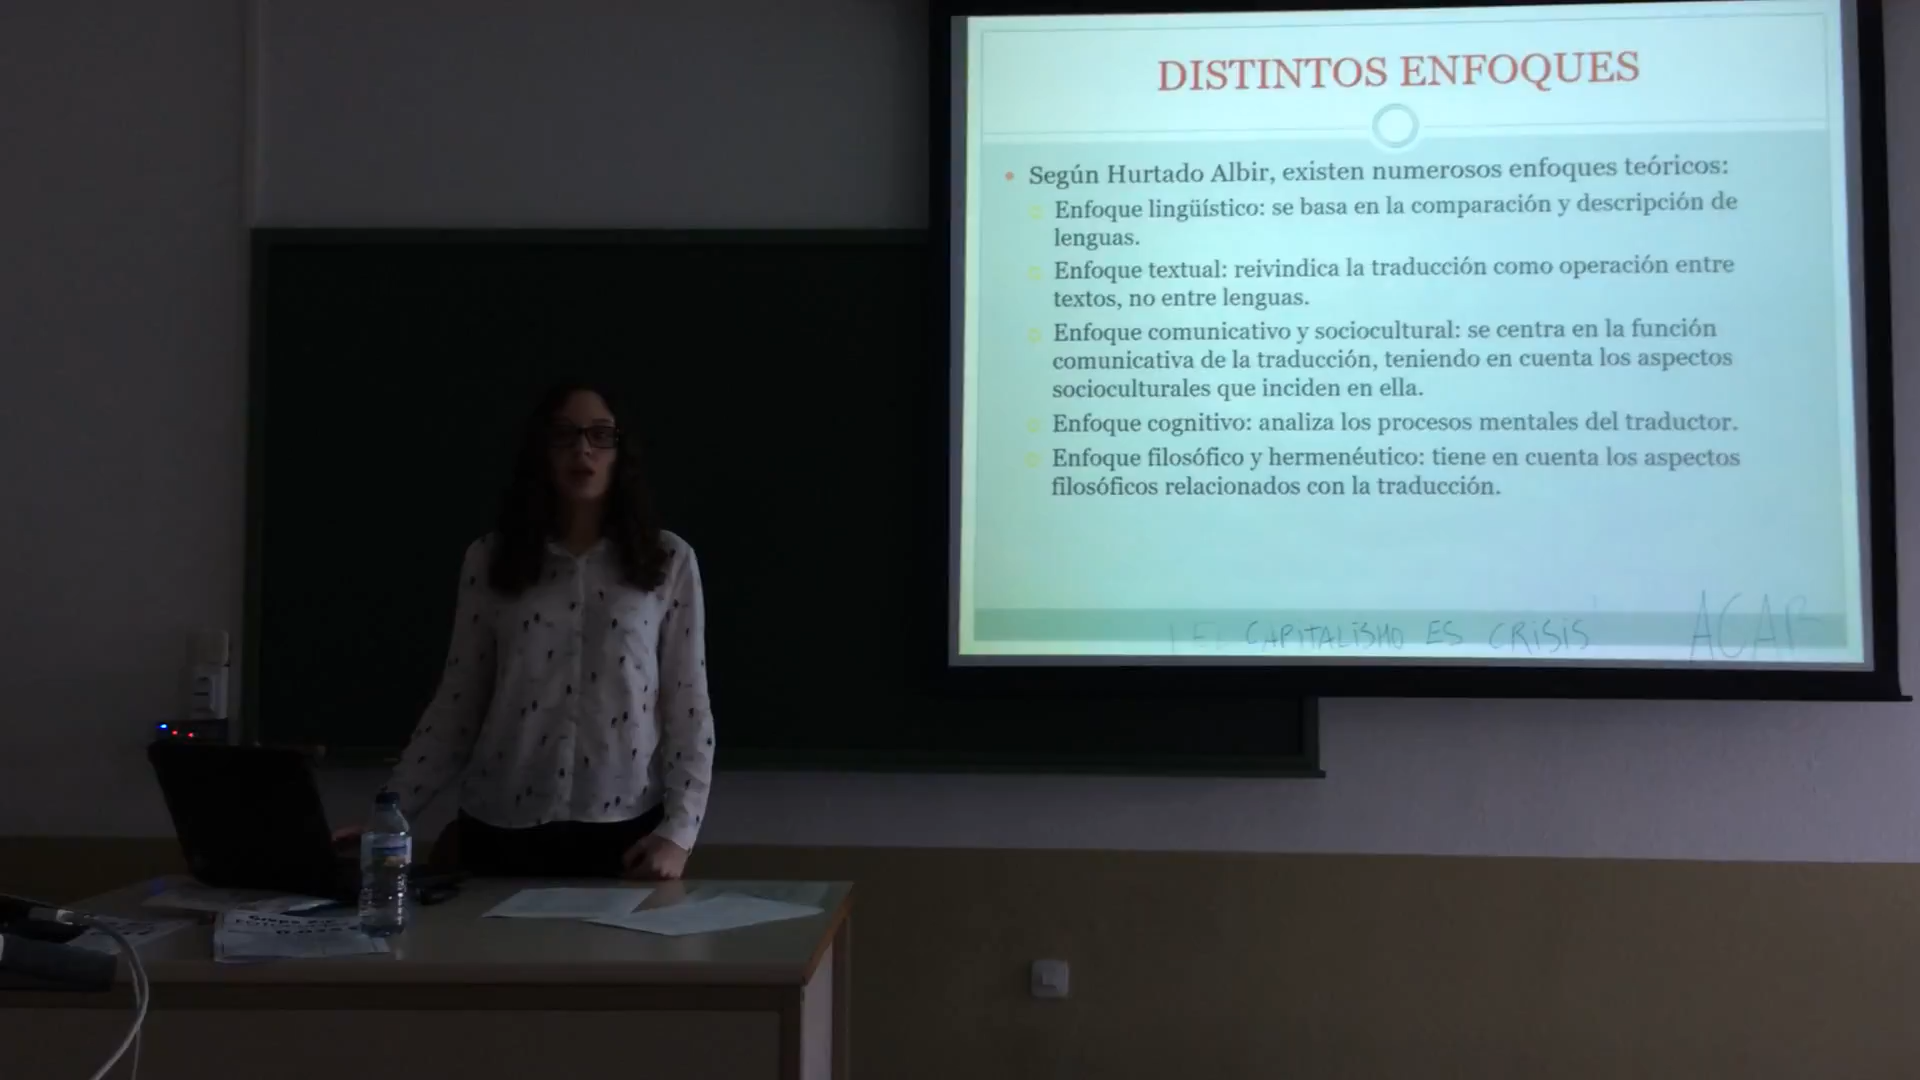 DISTINTOS ENFOQUES
Según Hurtado Albir, existen numerosos enfoques teóricos:
Enfoque lingüístico: se basa en la comparación y descripción de
lenguas.
Enfoque textual: reivindica la traducción como operación entre
textos, no entre lenguas.
Enfoque comunicativo y sociocultural: se centra en la función
comunicativa de la traducción, teniendo en cuenta los aspectos
socioculturales que inciden en ella.
Enfoque cognitivo: analiza los procesos mentales del traductor.
Enfoque filosófico y hermenéutico: tiene en cuenta los aspectos
filosóficos relacionados con la traducción.
EL CAPITALISMO ES CRISIS